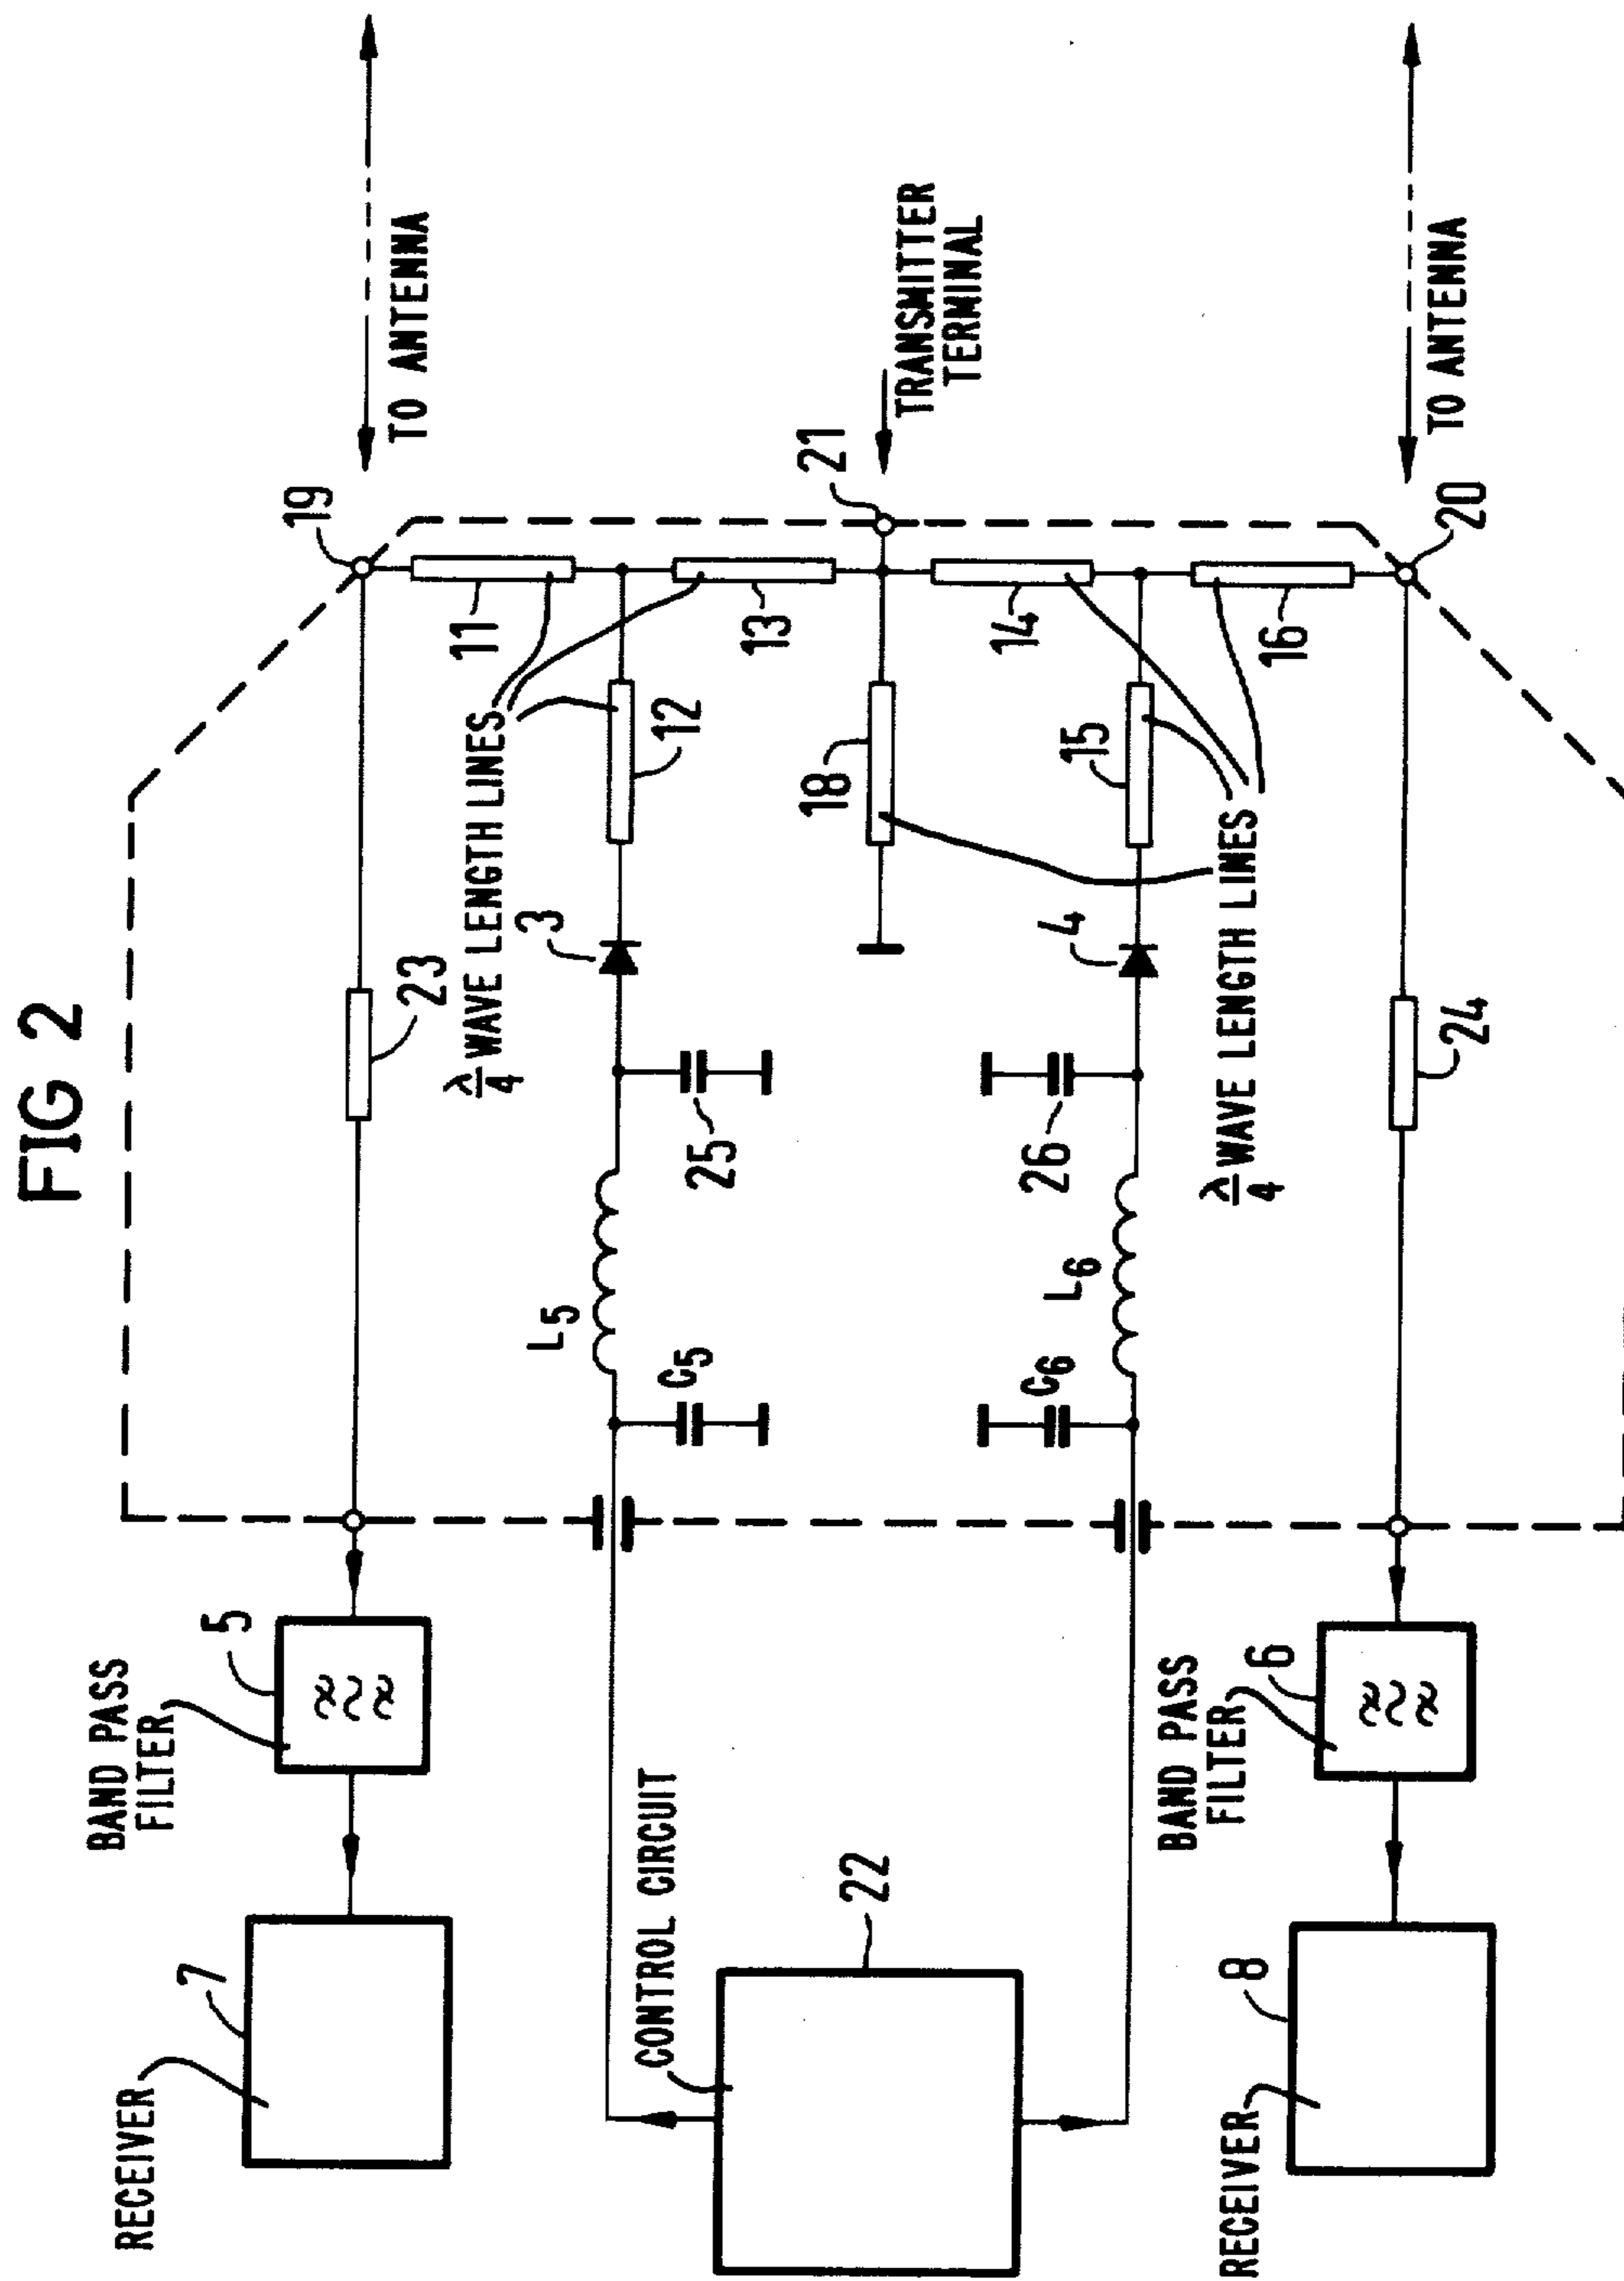 FIG 2
RECEIVER
7
BAND PASS
FILTER
5
23
19
TO ANTENNA
CONTROL CIRCUIT
22
L5
C5
25
3
λ/4 WAVE LENGTH LINES
12
11
13
18
21
TRANSMITTER
TERMINAL
L6
C6
26
4
15
14
16
λ/4 WAVE LENGTH LINES
RECEIVER
8
BAND PASS
FILTER
6
24
20
TO ANTENNA